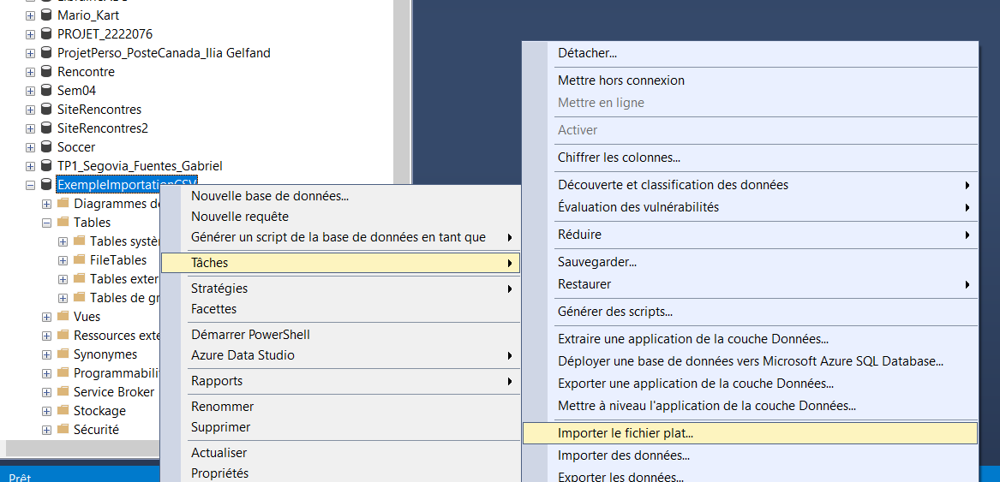 Mario_Kart
PROJET_2222076
ProjetPerso_PosteCanada_Ilia Gelfand
Rencontre
Sem04
SiteRencontres
SiteRencontres2
Soccer
TP1_Segovia_Fuentes_Gabriel
ExempleImportationCSV
Diagrammes de
Tables
Tables systè
FileTables
Tables exter
Tables de gr
Vues
Ressources exte
Synonymes
Programmabili
Service Broker
Stockage
Sécurité
Prêt
Nouvelle base de données...
Nouvelle requête
Générer un script de la base de données en tant que
Tâches
Stratégies
Facettes
Démarrer PowerShell
Azure Data Studio
Rapports
Renommer
Supprimer
Actualiser
Propriétés
Détacher...
Mettre hors connexion
Mettre en ligne
Activer
Chiffrer les colonnes...
Découverte et classification des données
Évaluation des vulnérabilités
Réduire
Sauvegarder...
Restaurer
Générer des scripts...
Extraire une application de la couche Données...
Déployer une base de données vers Microsoft Azure SQL Database...
Exporter une application de la couche Données...
Mettre à niveau l'application de la couche Données...
Importer le fichier plat...
Importer des données...
Exporter les données...